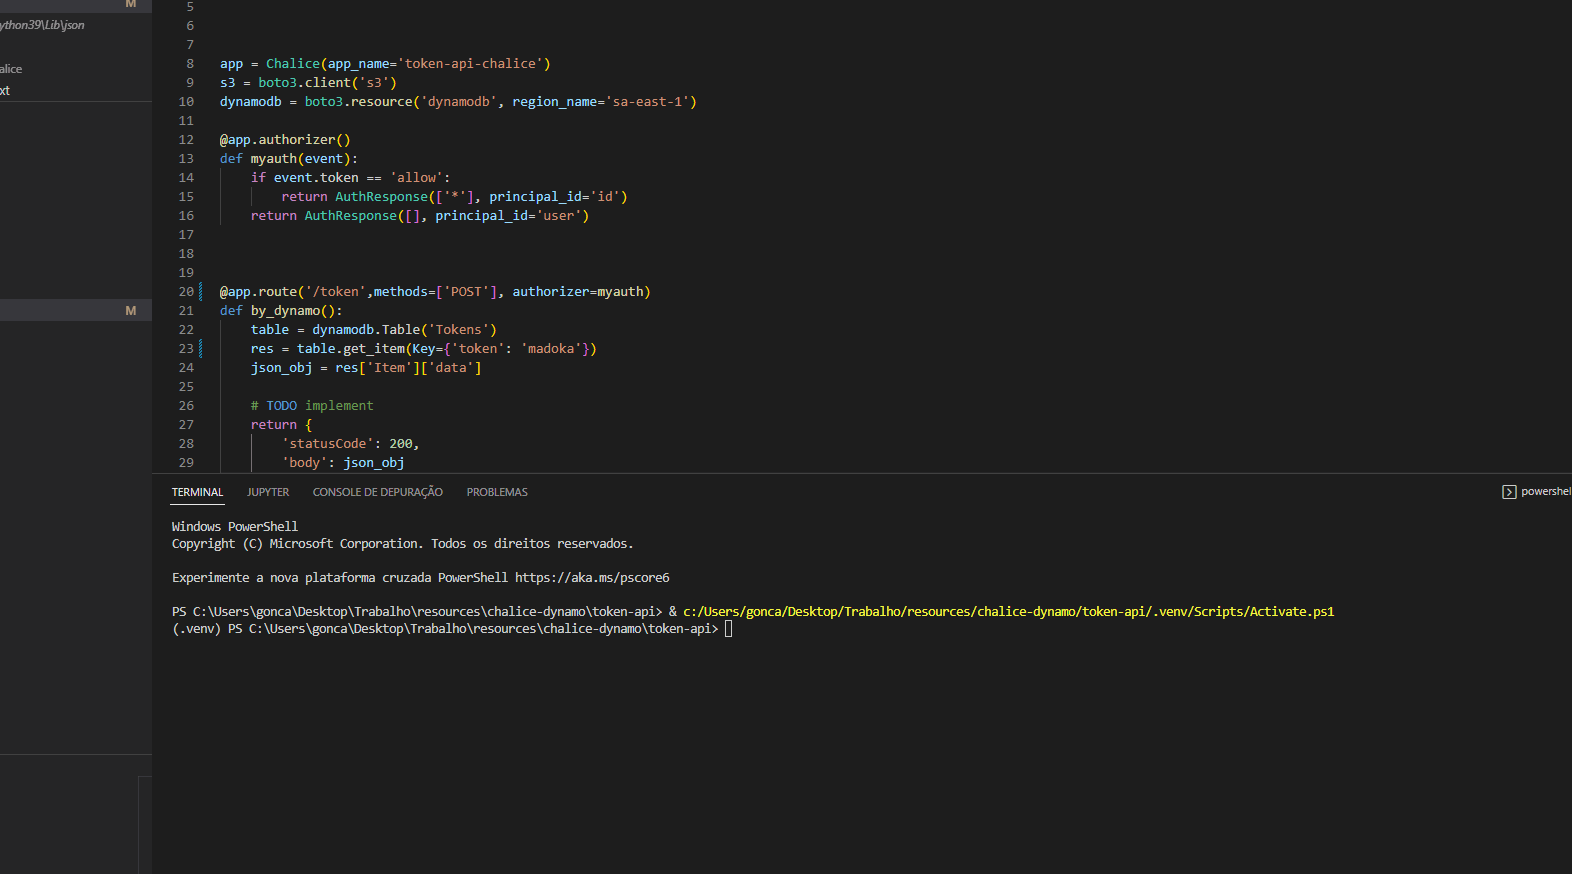 M
ython39\Lib\json
alice
xt
M
5
6
7
8 app = Chalice(app_name='token-api-chalice')
9 s3 = boto3.client('s3')
10 dynamodb = boto3.resource('dynamodb', region_name='sa-east-1')
11
12 @app.authorizer()
13 def myauth(event):
14 if event.token == 'allow':
15 return AuthResponse(['*'], principal_id='id')
16 return AuthResponse([], principal_id='user')
17
18
19
20 @app.route('/token',methods=['POST'], authorizer=myauth)
21 def by_dynamo():
22 table = dynamodb.Table('Tokens')
23 res = table.get_item(Key={'token': 'madoka'})
24 json_obj = res['Item']['data']
25
26 # TODO implement
27 return {
28 'statusCode': 200,
29 'body': json_obj
TERMINAL JUPYTER CONSOLE DE DEPURAÇÃO PROBLEMAS powershel
Windows PowerShell
Copyright (C) Microsoft Corporation. Todos os direitos reservados.
Experimente a nova plataforma cruzada PowerShell https://aka.ms/pscore6
PS C:\Users\gonca\Desktop\Trabalho\resources\chalice-dynamo\token-api> & c:/Users/gonca/Desktop/Trabalho/resources/chalice-dynamo/token-api/.venv/Scripts/Activate.ps1
(.venv) PS C:\Users\gonca\Desktop\Trabalho\resources\chalice-dynamo\token-api>